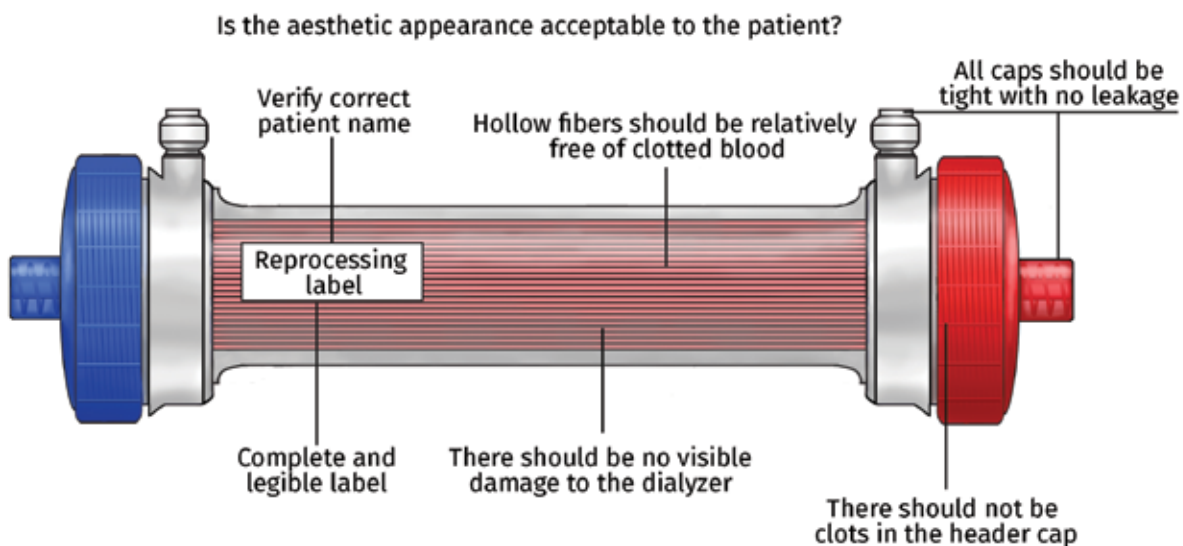 Is the aesthetic appearance acceptable to the patient?
Verify correct
patient name
Hollow fibers should be relatively
free of clotted blood
All caps should be
tight with no leakage
Reprocessing
label
Complete and
legible label
There should be no visible
damage to the dialyzer
There should not be
clots in the header cap